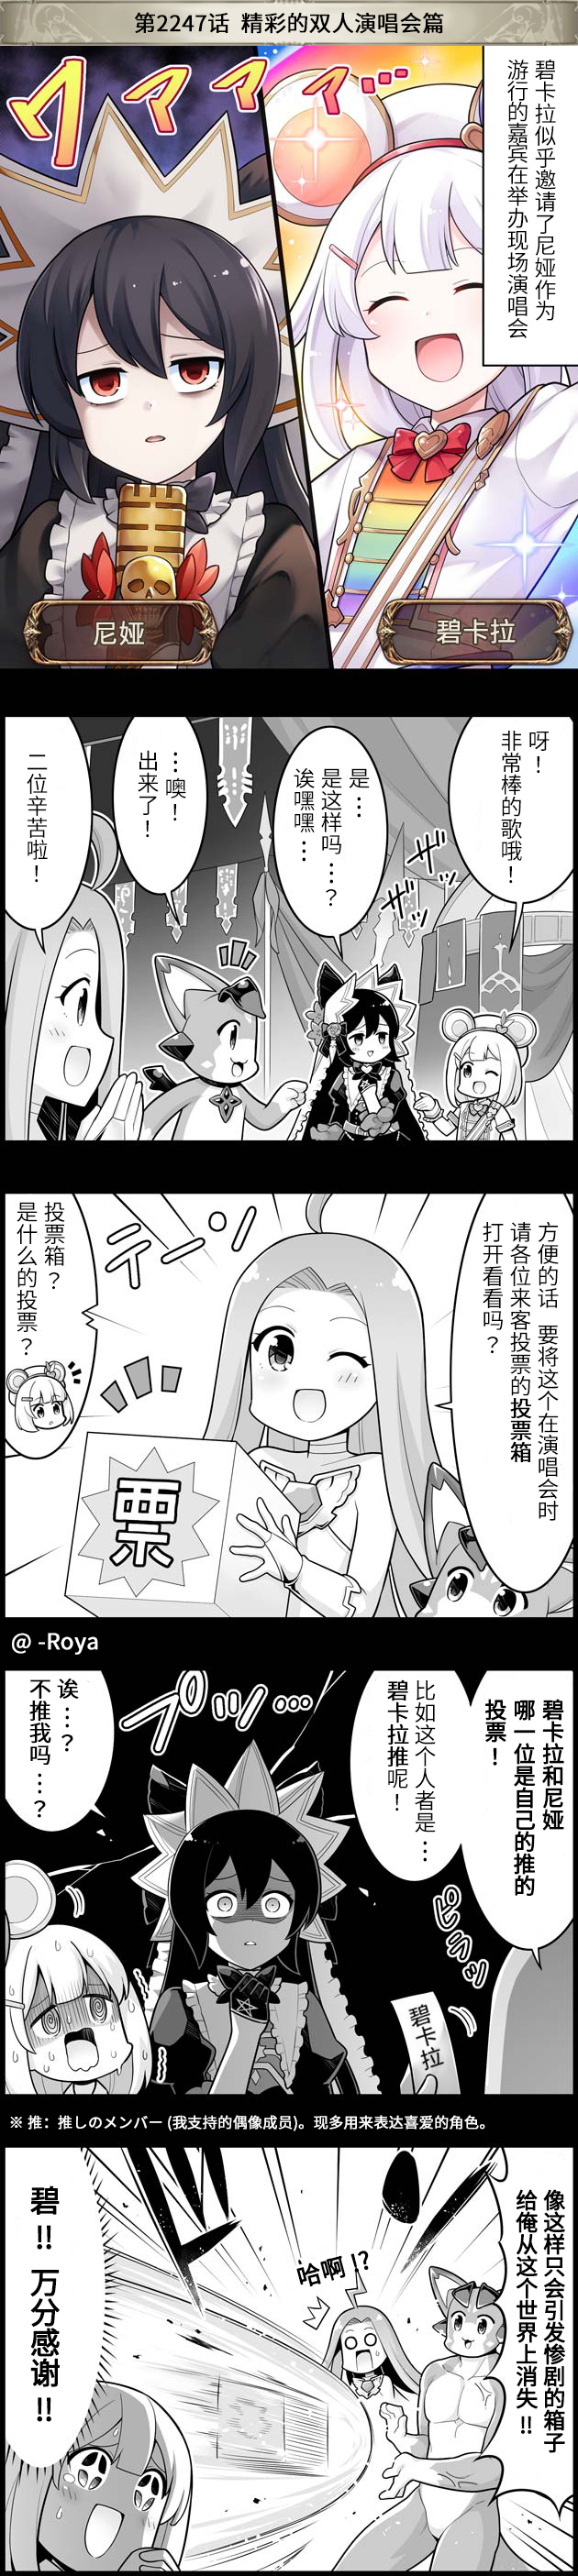 第2247话 精彩的双人演唱会篇
碧卡拉似乎邀请了尼娅作为
游行的嘉宾在举办现场演唱会
ワァァァ…
尼娅
碧卡拉
呀！
非常棒的歌哦！
是…
是这样吗…？
诶嘿嘿…
…噢！
出来了！
二位辛苦啦！
ザッ
ザッ
方便的话 要将这个在演唱会时
请各位来客投票的投票箱
打开看看吗？
テーン！
投票箱？
是什么的投票？
票
@ -Roya
碧卡拉和尼娅
哪一位是自己的推的
投票！
比如这个人者是…
碧卡拉推呢！
ピラッ
碧卡拉
诶…？
不推我吗…？
※ 推：推しのメンバー (我支持的偶像成员)。现多用来表达喜爱的角色。
像这样只会引发惨剧的箱子
给俺从这个世界上消失!!
哈啊!?
碧!! 万分感谢!!